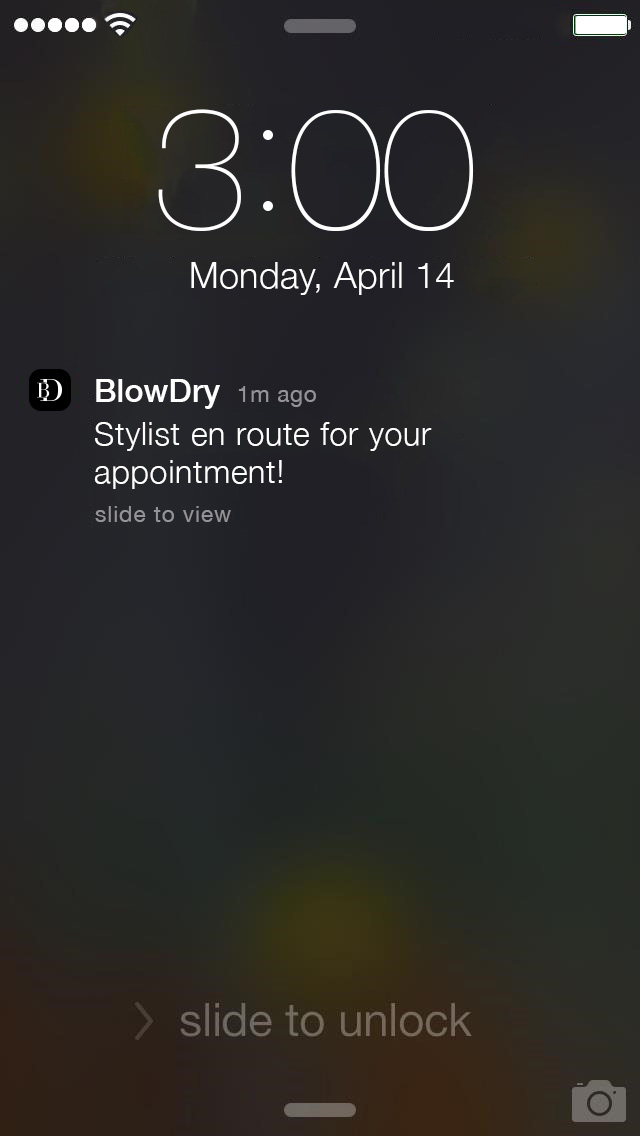 3:00
Monday, April 14
BD
BlowDry 1m ago
Stylist en route for your
appointment!
slide to view
slide to unlock